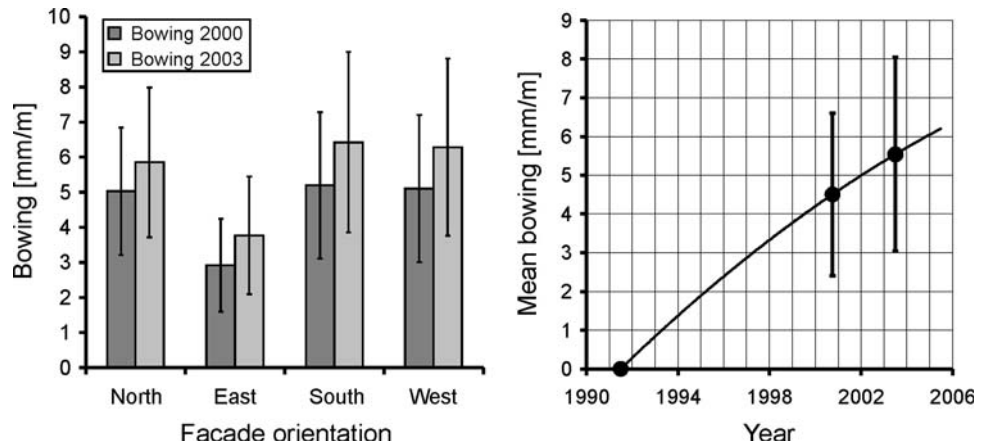 Bowing [mm/m]
10
9
8
7
6
5
4
3
2
1
0
Bowing 2000
Bowing 2003
North East South West
Façade orientation
Mean bowing [mm/m]
9
8
7
6
5
4
3
2
1
0
1990 1994 1998 2002 2006
Year